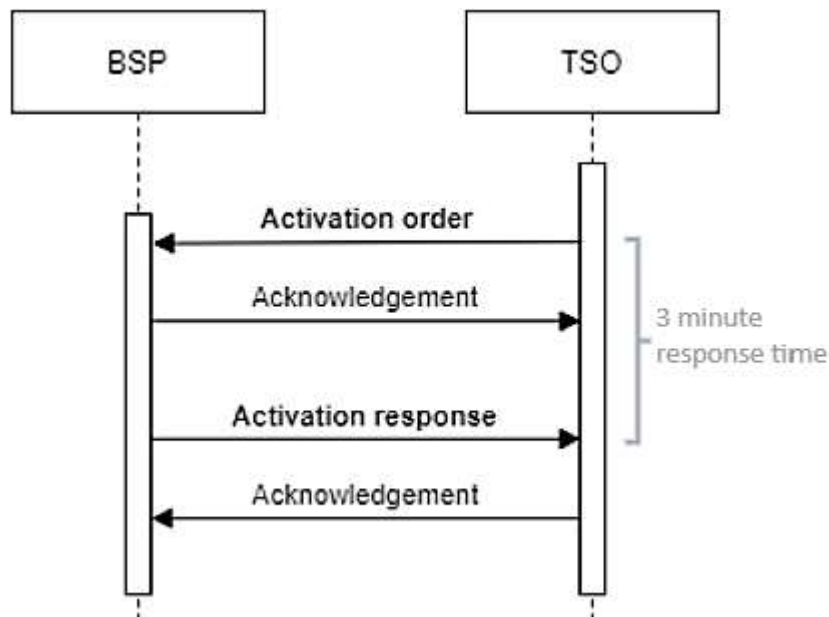 BSP
TSO
Activation order
Acknowledgement
3 minute
response time
Activation response
Acknowledgement